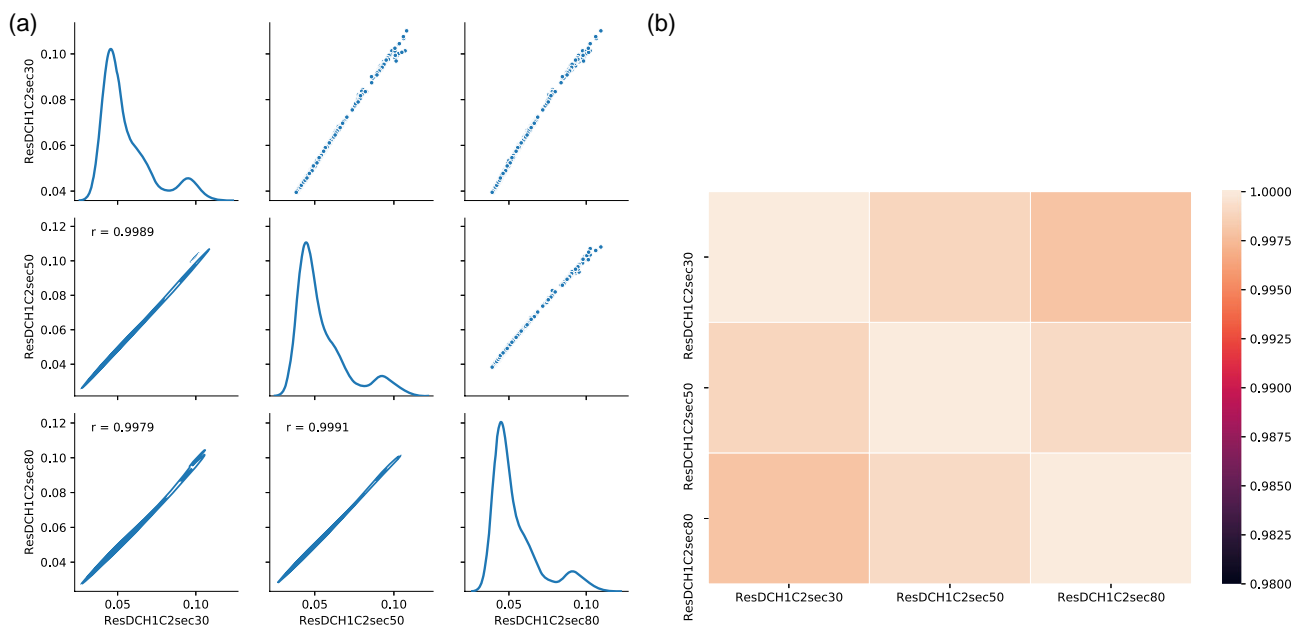 (a)
(b)
ResDCH1C2sec30
0.10
0.08
0.06
0.04
ResDCH1C2sec50
0.12
0.10
0.08
0.06
0.04
r = 0.9989
ResDCH1C2sec80
0.12
0.10
0.08
0.06
0.04
r = 0.9979
r = 0.9991
0.05 0.10
0.05 0.10
0.05 0.10
ResDCH1C2sec30
ResDCH1C2sec50
ResDCH1C2sec80
ResDCH1C2sec30
ResDCH1C2sec50
ResDCH1C2sec80
ResDCH1C2sec30
ResDCH1C2sec50
ResDCH1C2sec80
1.0000
0.9975
0.9950
0.9925
0.9900
0.9875
0.9850
0.9825
0.9800